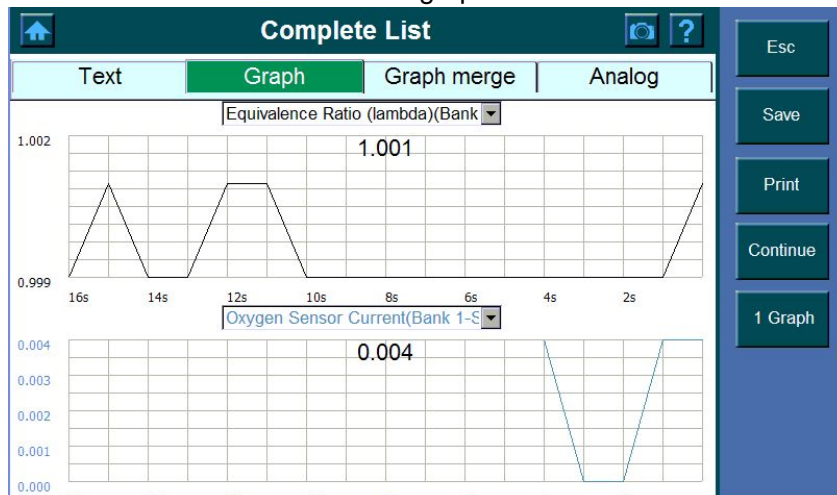 Complete List
?
Esc
Text Graph Graph merge Analog
Save
Equivalence Ratio (lambda)(Bank
1.002
1.001
Print
Continue
0.999
16s 14s 12s 10s 8s 6s 4s 2s
Oxygen Sensor Current(Bank 1-S
1 Graph
0.004
0.004
0.003
0.002
0.001
0.000